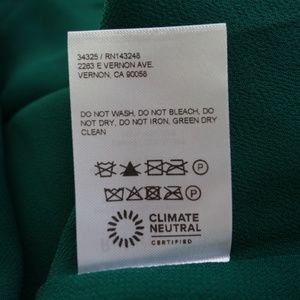 34325 / RN143248
2263 E VERNON AVE.
VERNON, CA 90058
DO NOT WASH, DO NOT BLEACH, DO
NOT DRY, DO NOT IRON, GREEN DRY
CLEAN
P
P
CLIMATE
NEUTRAL
CERTIFIED